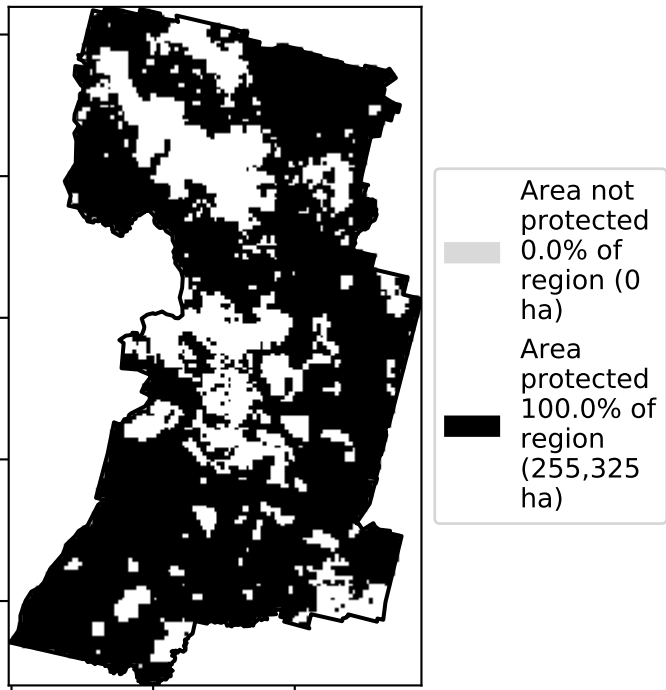 Area not
protected
0.0% of
region (0
ha)
Area
protected
100.0% of
region
(255,325
ha)